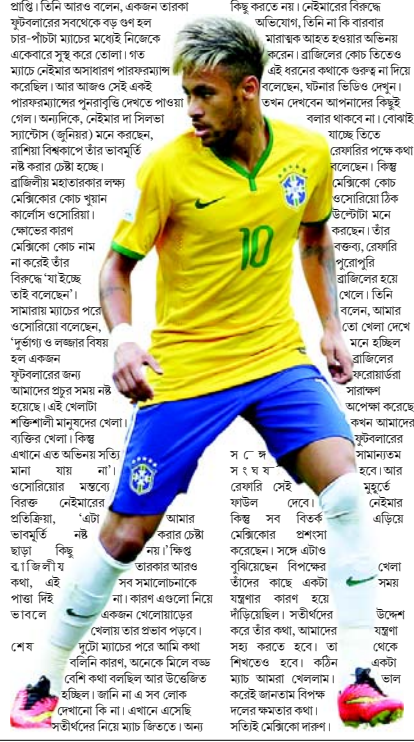 প্রাপ্তি। তিনি আরও বলেন, একজন তারকা
ফুটবলারের সবথেকে বড় গুণ হল
চার-পাঁচটা ম্যাচের মধ্যেই নিজেকে
একেবারে সুস্থ করে তোলা। গত
ম্যাচে নেইমার অসাধারণ পারফরম্যান্স
করেছিল। আর আজও সেই একই
পারফরম্যান্সের পুনরাবৃত্তি দেখতে পাওয়া
গেল। অন্যদিকে, নেইমার দা সিলভা
স্যান্টোস (জুনিয়র) মনে করছেন,
রাশিয়া বিশ্বকাপে তাঁর ভাবমূর্তি
নষ্ট করার চেষ্টা হচ্ছে।
ব্রাজিলীয় মহাতারকার লক্ষ্য
মেক্সিকোর কোচ খুয়ান
কার্লোস ওসোরিয়া।
ক্ষোভের কারণ
মেক্সিকো কোচ নাম
না করেই তাঁর
বিরুদ্ধে ‘যা ইচ্ছে
তাই বলেছেন’।
সামারায় ম্যাচের পরে
ওসোরিয়ো বলেছেন,
‘দুর্ভাগ্য ও লজ্জার বিষয়
হল একজন
ফুটবলারের জন্য
আমাদের প্রচুর সময় নষ্ট
হয়েছে। এই খেলাটা
শক্তিশালী মানুষদের খেলা।
ব্যক্তির খেলা। কিন্তু
এখানে এত অভিনয় সত্যি
মানা যায় না’।
ওসোরিয়োর মন্তব্যে
বিরক্ত নেইমারের
প্রতিক্রিয়া, ‘এটা আমার
ভাবমূর্তি নষ্ট করার চেষ্টা
ছাড়া কিছু নয়।’ ক্ষিপ্ত
ব্রাজিলীয় তারকার আরও
কথা, এই সব সমালোচনাকে
পাত্তা দিই না। কারণ এগুলো নিয়ে
ভাবলে একজন খেলোয়াড়ের
খেলায় তার প্রভাব পড়বে।
শেষ দুটো ম্যাচের পরে আমি কথা
বলিনি কারণ, অনেকে মিলে বড্ড
বেশি কথা বলছিল আর উত্তেজিত
হচ্ছিল। জানি না এ সব লোক
দেখানো কি না। এখানে এসেছি
সতীর্থদের নিয়ে ম্যাচ জিততে। অন্য
কিছু করতে নয়। নেইমারের বিরুদ্ধে
অভিযোগ, তিনি না কি বারবার
মারাত্মক আহত হওয়ার অভিনয়
করেন। ব্রাজিলের কোচ তিতেও
এই ধরনের কথাকে গুরুত্ব না দিয়ে
বলেছেন, ঘটনার ভিডিও দেখুন।
তখন দেখবেন আপনাদের কিছুই
বলার থাকবে না। বোঝাই
যাচ্ছে তিতে
রেফারির পক্ষে কথা
বলেছেন। কিন্তু
মেক্সিকো কোচ
ওসোরিয়ো ঠিক
উল্টোটা মনে
করছেন। তাঁর
বক্তব্য, রেফারি
পুরোপুরি
ব্রাজিলের হয়ে
খেলে। তিনি
বলেন, আমার
তো খেলা দেখে
মনে হচ্ছিল
ব্রাজিলের
ফরোয়ার্ডরা
সারাক্ষণ
অপেক্ষা করেছে
কখন আমাদের
ফুটবলারের
সঙ্গে সামান্যতম
সংঘষ হবে। আর
রেফারি সেই মুহূর্তে
ফাউল দেবে। নেইমার
কিন্তু সব বিতর্ক এড়িয়ে
মেক্সিকোর প্রশংসা
করেছেন। সঙ্গে এটাও
বুঝিয়েছেন বিপক্ষের খেলা
তাঁদের কাছে একটা সময়
যন্ত্রণার কারণ হয়ে
দাঁড়িয়েছিল। সতীর্থদের উদ্দেশ
করে তাঁর কথা, আমাদের যন্ত্রণা
সহ্য করতে হবে। তা থেকে
শিখতেও হবে। কঠিন একটা
ম্যাচ আমরা খেললাম। ভাল
করেই জানতাম বিপক্ষ
দলের ক্ষমতার কথা।
সত্যিই মেক্সিকো দারুণ।
10